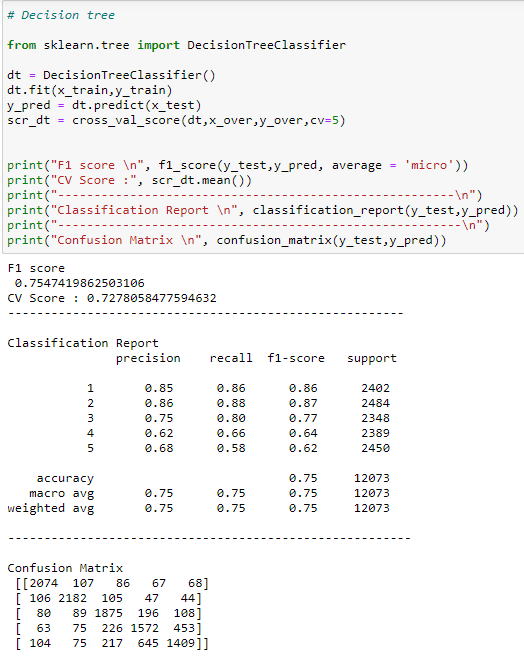 # Decision tree
from sklearn.tree import DecisionTreeClassifier
dt = DecisionTreeClassifier()
dt.fit(x_train,y_train)
y_pred = dt.predict(x_test)
scr_dt = cross_val_score(dt,x_over,y_over,cv=5)
print("F1 score \n", f1_score(y_test,y_pred, average = 'micro'))
print("CV Score :", scr_dt.mean())
print("-------------------------------------------------------\n")
print("Classification Report \n", classification_report(y_test,y_pred))
print("--------------------------------------------------------\n")
print("Confusion Matrix \n", confusion_matrix(y_test,y_pred))
F1 score
 0.7547419862503106
CV Score : 0.7278058477594632
-------------------------------------------------------
Classification Report
               precision    recall  f1-score   support
           1       0.85      0.86      0.86      2402
           2       0.86      0.88      0.87      2484
           3       0.75      0.80      0.77      2348
           4       0.62      0.66      0.64      2389
           5       0.68      0.58      0.62      2450
    accuracy                           0.75     12073
   macro avg       0.75      0.75      0.75     12073
weighted avg       0.75      0.75      0.75     12073
--------------------------------------------------------
Confusion Matrix
 [[2074  107   86   67   68]
 [ 106 2182  105   47   44]
 [  80   89 1875  196  108]
 [  63   75  226 1572  453]
 [ 104   75  217  645 1409]]